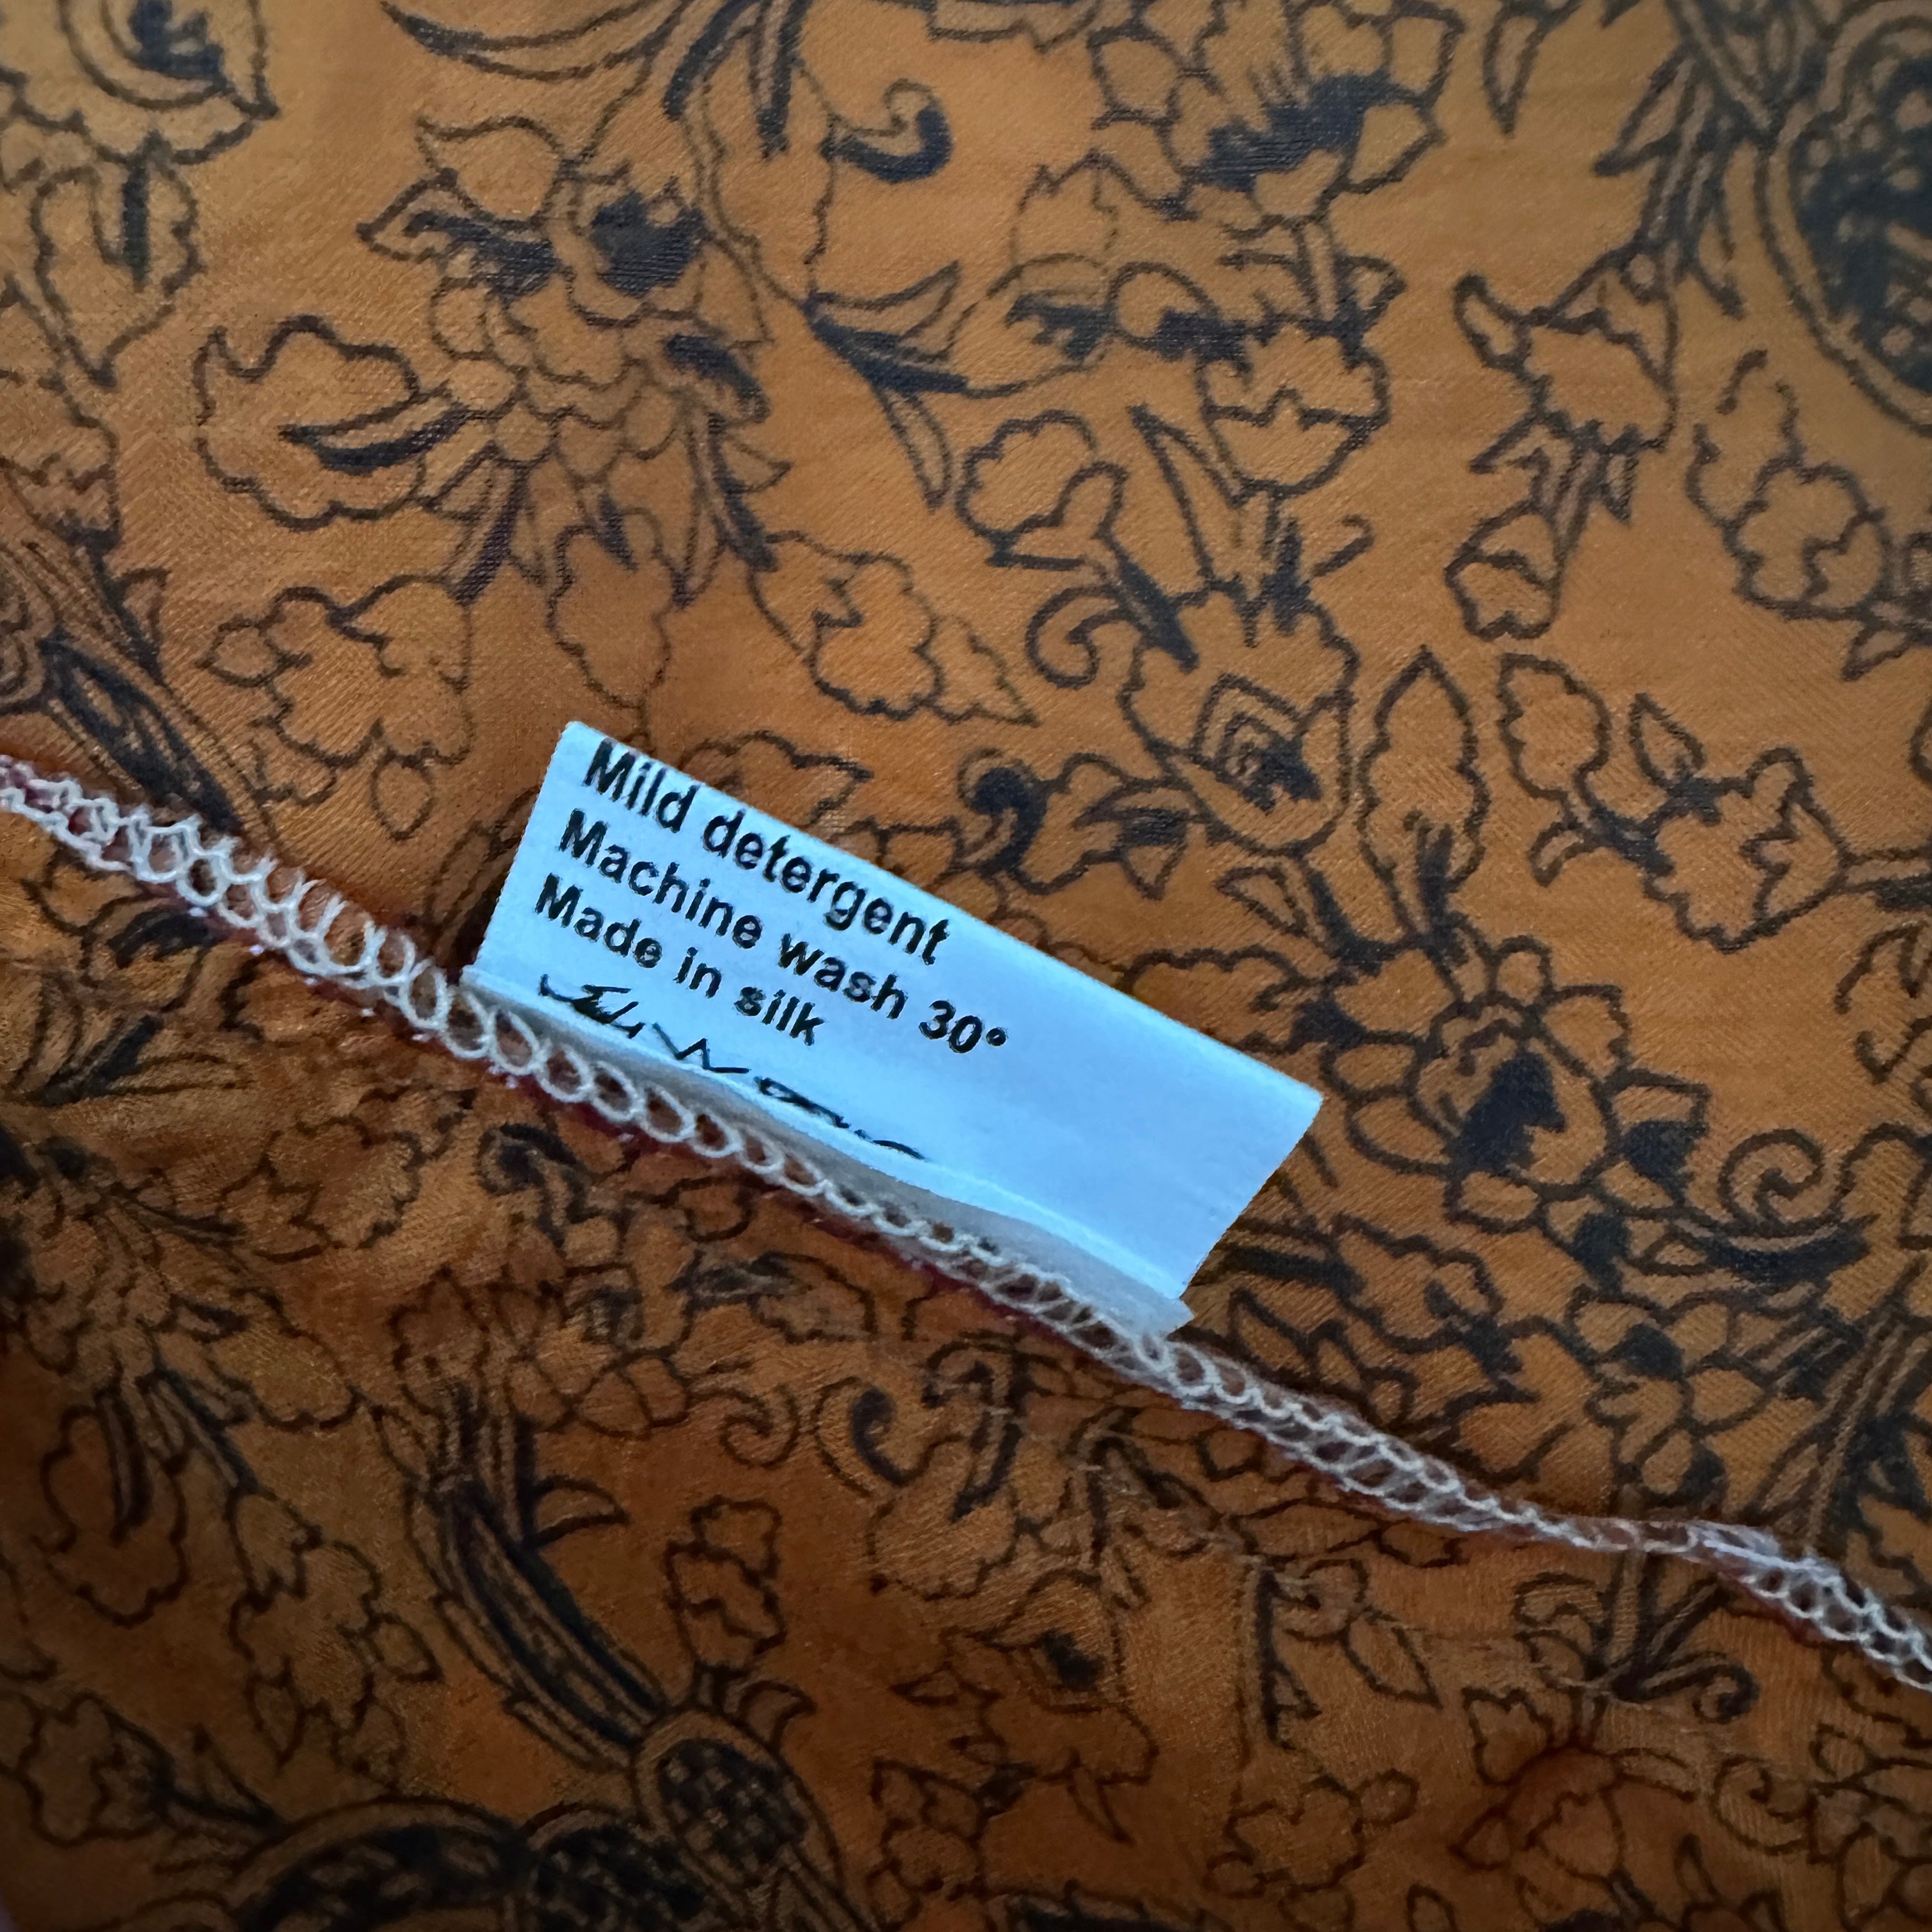 Mild detergent
Machine wash 30°
Made in silk